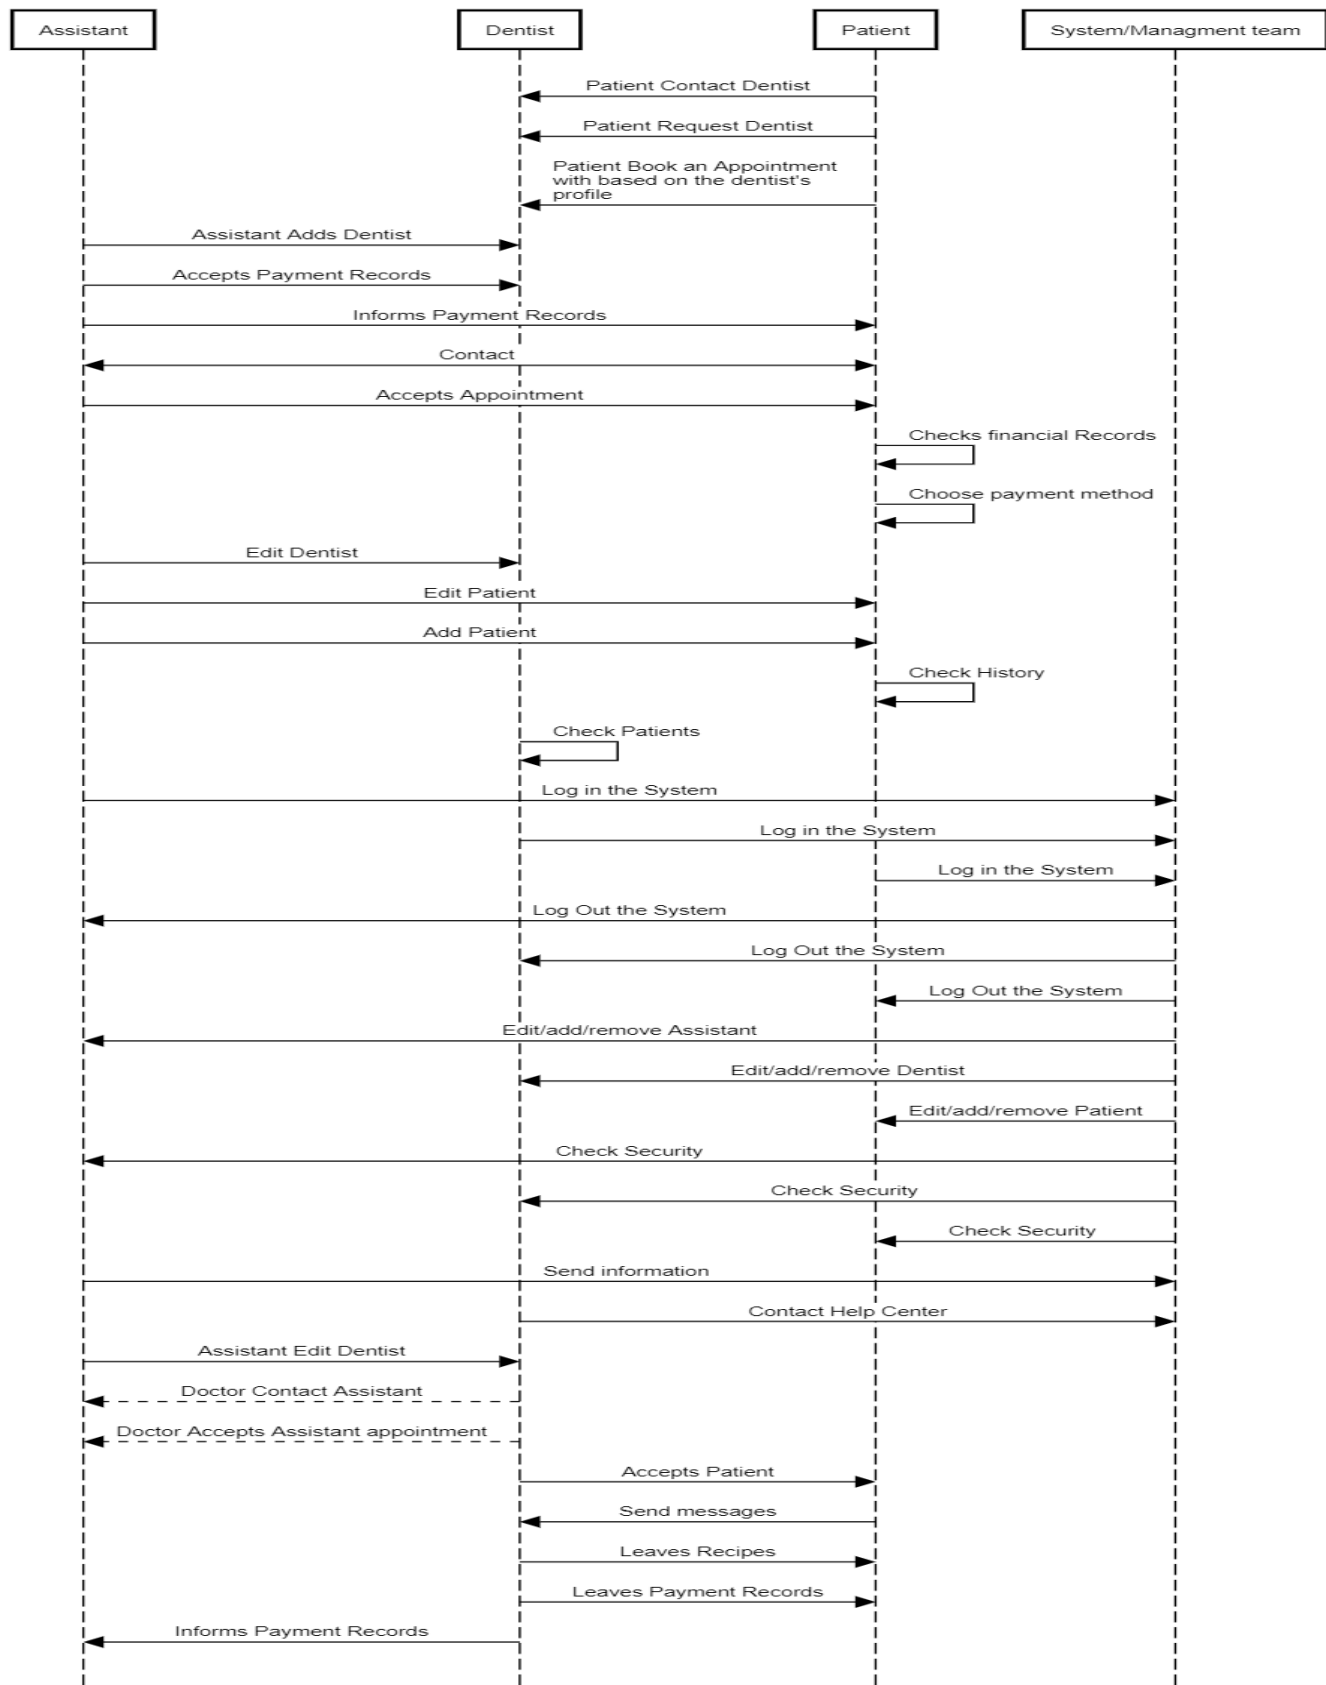 Assistant
Dentist
Patient
System/Managment team
Patient Contact Dentist
Patient Request Dentist
Patient Book an Appointment
with based on the dentist's
profile
Assistant Adds Dentist
Accepts Payment Records
Informs Payment Records
Contact
Accepts Appointment
Checks financial Records
Choose payment method
Edit Dentist
Edit Patient
Add Patient
Check History
Check Patients
Log in the System
Log in the System
Log in the System
Log Out the System
Log Out the System
Log Out the System
Edit/add/remove Assistant
Edit/add/remove Dentist
Edit/add/remove Patient
Check Security
Check Security
Check Security
Send information
Contact Help Center
Assistant Edit Dentist
Doctor Contact Assistant
Doctor Accepts Assistant appointment
Accepts Patient
Send messages
Leaves Recipes
Leaves Payment Records
Informs Payment Records